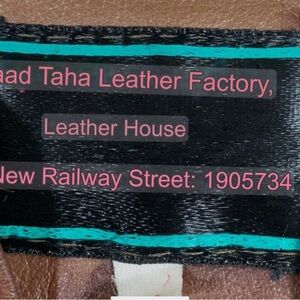 aad Taha Leather Factory,
Leather House
New Railway Street: 1905734